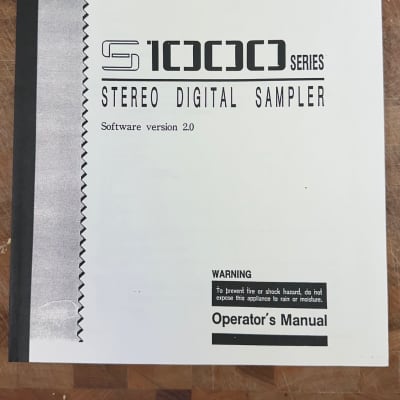 S1000 SERIES
STEREO DIGITAL SAMPLER
Software version 2.0
WARNING
To prevent fire or shock hazard, do not
expose this appliance to rain or moisture.
Operator's Manual